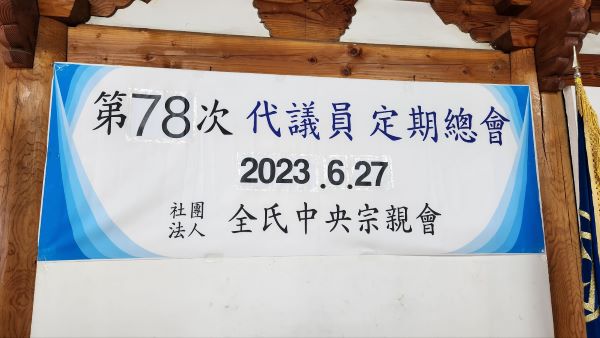 第78次 代議員 定期總會
2023.6.27
社團法人 全氏中央宗親會